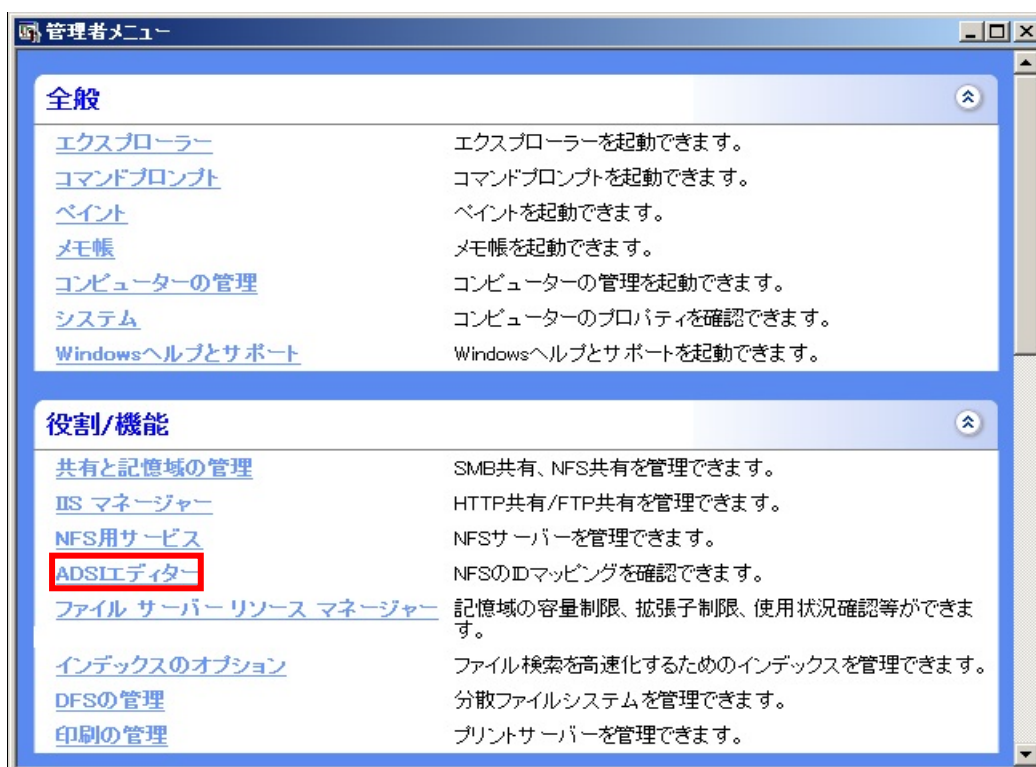 管理者メニュー
全般
エクスプローラー エクスプローラーを起動できます。
コマンドプロンプト コマンドプロンプトを起動できます。
ペイント ペイントを起動できます。
メモ帳 メモ帳を起動できます。
コンピューターの管理 コンピューターの管理を起動できます。
システム コンピューターのプロパティを確認できます。
Windowsヘルプとサポート Windowsヘルプとサポートを起動できます。
役割/機能
共有と記憶域の管理 SMB共有、NFS共有を管理できます。
IIS マネージャー HTTP共有/FTP共有を管理できます。
NFS用サービス NFSサーバーを管理できます。
ADSIエディター NFSのIDマッピングを確認できます。
ファイル サーバー リソース マネージャー 記憶域の容量制限、拡張子制限、使用状況確認等ができま
す。
インデックスのオプション ファイル検索を高速化するためのインデックスを管理できます。
DFSの管理 分散ファイルシステムを管理できます。
印刷の管理 プリントサーバーを管理できます。